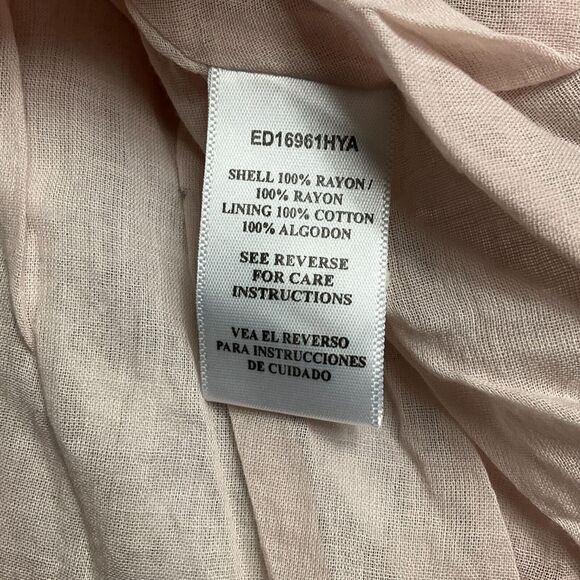 ED16961HYA
SHELL 100% RAYON /
100% RAYON
LINING 100% COTTON
100% ALGODON
SEE REVERSE
FOR CARE
INSTRUCTIONS
VEA EL REVERSO
PARA INSTRUCCIONES
DE CUIDADO